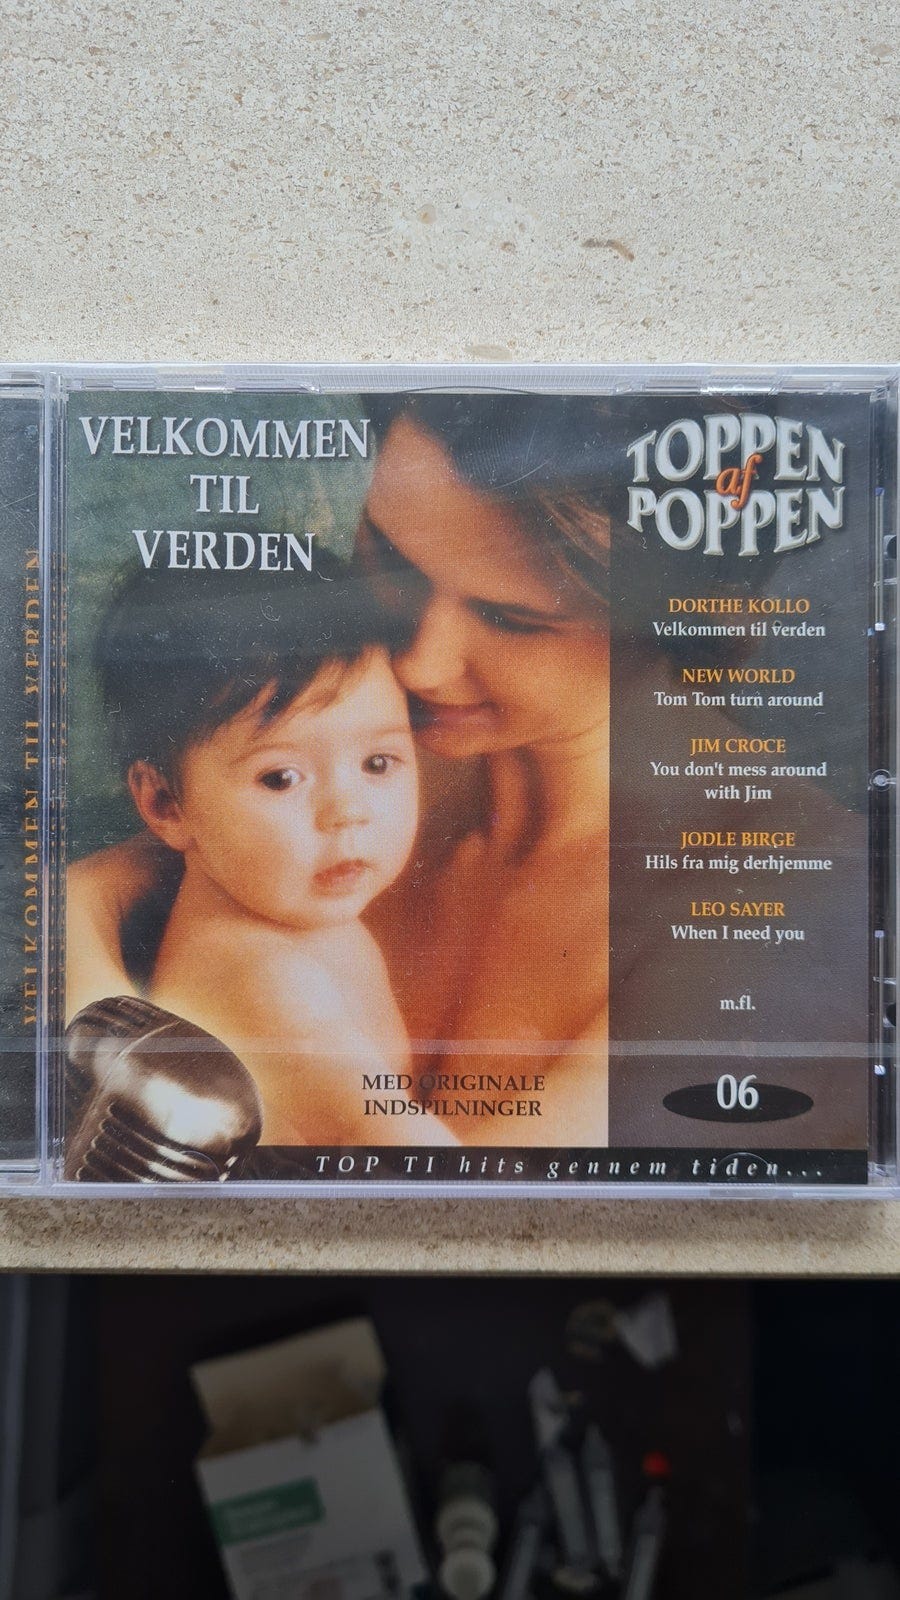 VELKOMMEN TIL VERDEN
VELKOMMEN
TIL
VERDEN
TOPPEN
af
POPPEN
DORTHE KOLLO
Velkommen til verden
NEW WORLD
Tom Tom turn around
JIM CROCE
You don't mess around
with Jim
JODLE BIRGE
Hils fra mig derhjemme
LEO SAYER
When I need you
m.fl.
MED ORIGINALE
INDSPILNINGER
06
TOP TI hits gennem tiden...